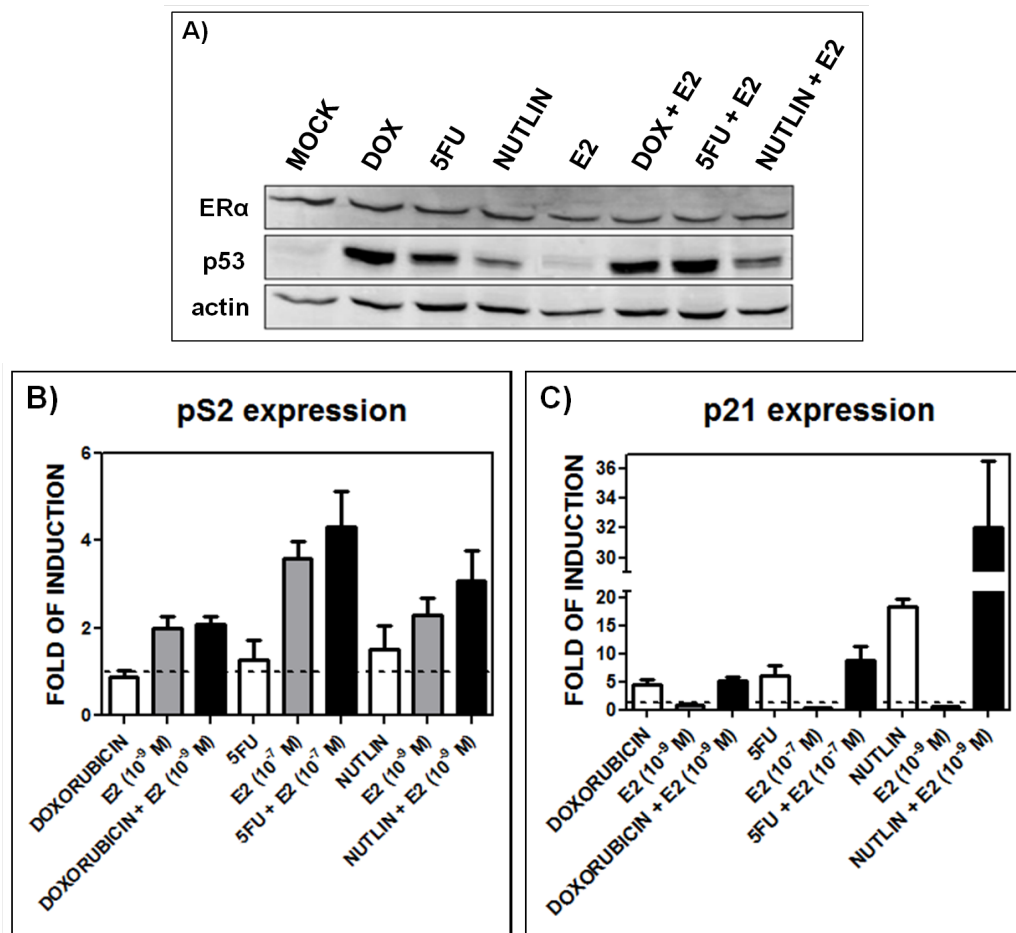 A)
MOCK
DOX
5FU
NUTLIN
E2
DOX + E2
5FU + E2
NUTLIN + E2
ERα
p53
actin
B)
pS2 expression
FOLD OF INDUCTION
6
4
2
0
DOXORUBICIN
E2 (10⁻⁹ M)
DOXORUBICIN + E2 (10⁻⁹ M)
5FU
E2 (10⁻⁷ M)
5FU + E2 (10⁻⁷ M)
NUTLIN
E2 (10⁻⁹ M)
NUTLIN + E2 (10⁻⁹ M)
C)
p21 expression
FOLD OF INDUCTION
36
34
32
30
20
15
10
5
0
DOXORUBICIN
E2 (10⁻⁹ M)
DOXORUBICIN + E2 (10⁻⁹ M)
5FU
E2 (10⁻⁷ M)
5FU + E2 (10⁻⁷ M)
NUTLIN
E2 (10⁻⁹ M)
NUTLIN + E2 (10⁻⁹ M)